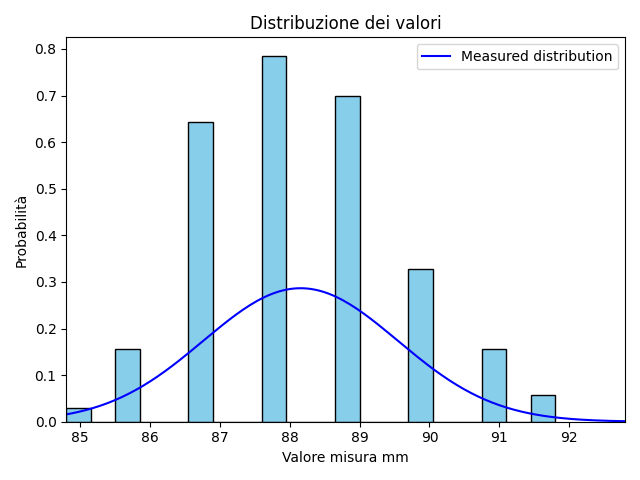 Distribuzione dei valori
Measured distribution
Probabilità
0.8
0.7
0.6
0.5
0.4
0.3
0.2
0.1
0.0
85 86 87 88 89 90 91 92
Valore misura mm